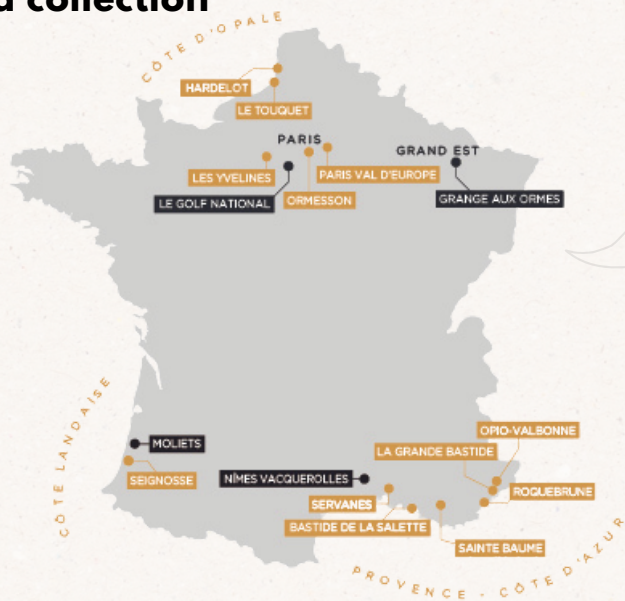 collection
CÔTE D'OPALE
HARDELOT
LE TOUQUET
PARIS
GRAND EST
LES YVELINES
PARIS VAL D'EUROPE
LE GOLF NATIONAL
ORMESSON
GRANGE AUX ORMES
CÔTE LANDAISE
MOLIETS
SEIGNOSSE
OPIO-VALBONNE
LA GRANDE BASTIDE
NÎMES VACQUEROLLES
ROQUEBRUNE
SERVANES
BASTIDE DE LA SALETTE
SAINTE BAUME
PROVENCE - CÔTE D'AZUR